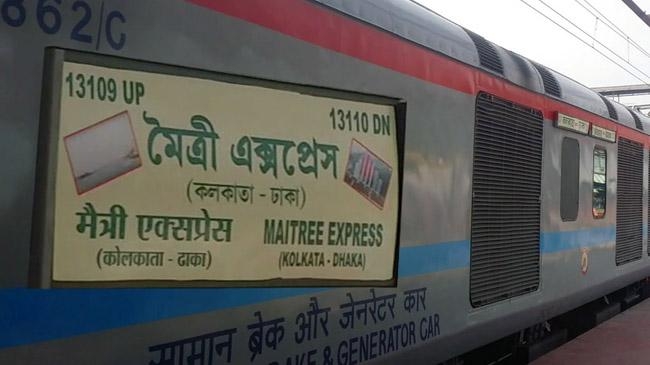 862/C
13109 UP
13110 DN
মৈত্রী এক্সপ্রেস
(কলকাতা - ঢাকা)
मैत्री एक्सप्रेस
MAITREE EXPRESS
(कोलकाता - ढाका)
(KOLKATA - DHAKA)
सामान ब्रेक और जेनरेटर कार
& GENERATOR CAR